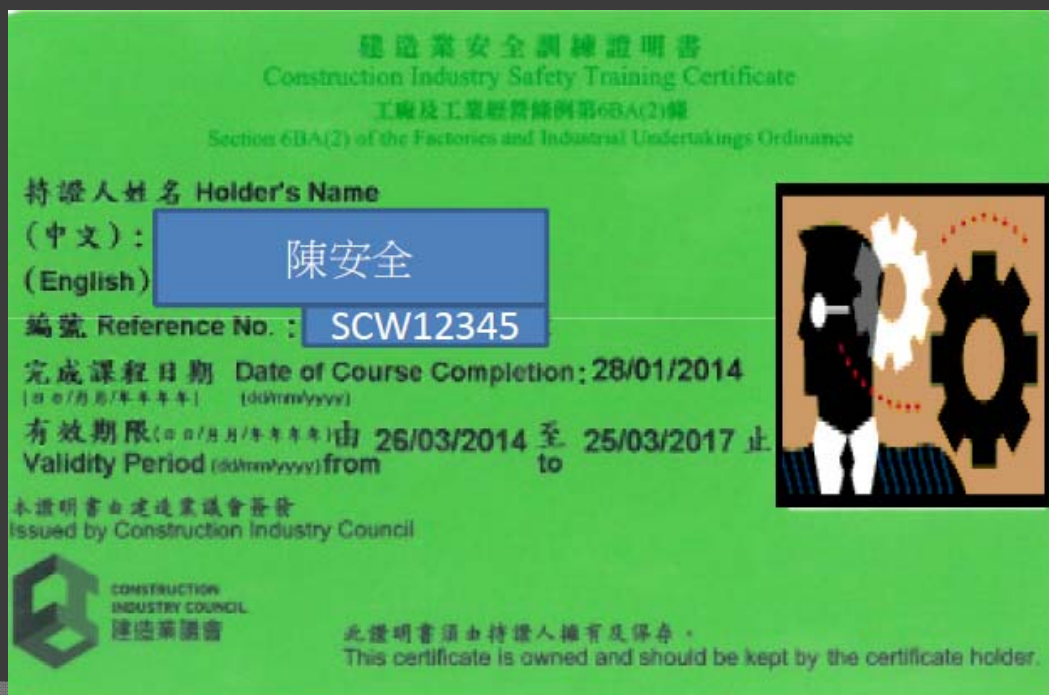 建造業安全訓練證明書
Construction Industry Safety Training Certificate
工廠及工業經營條例第6BA(2)條
Section 6BA(2) of the Factories and Industrial Undertakings Ordinance
持證人姓名 Holder's Name
(中文):
陳安全
(English)
編號 Reference No. : SCW12345
完成課程日期 Date of Course Completion: 28/01/2014
(日日/月月/年年年年) (dd/mm/yyyy)
有效期限(日日/月月/年年年年)由 26/03/2014 至 25/03/2017 止
Validity Period (dd/mm/yyyy) from to
本證明書由建造業議會簽發
Issued by Construction Industry Council
CONSTRUCTION
INDUSTRY COUNCIL
建造業議會
此證明書須由持證人擁有及保存。
This certificate is owned and should be kept by the certificate holder.